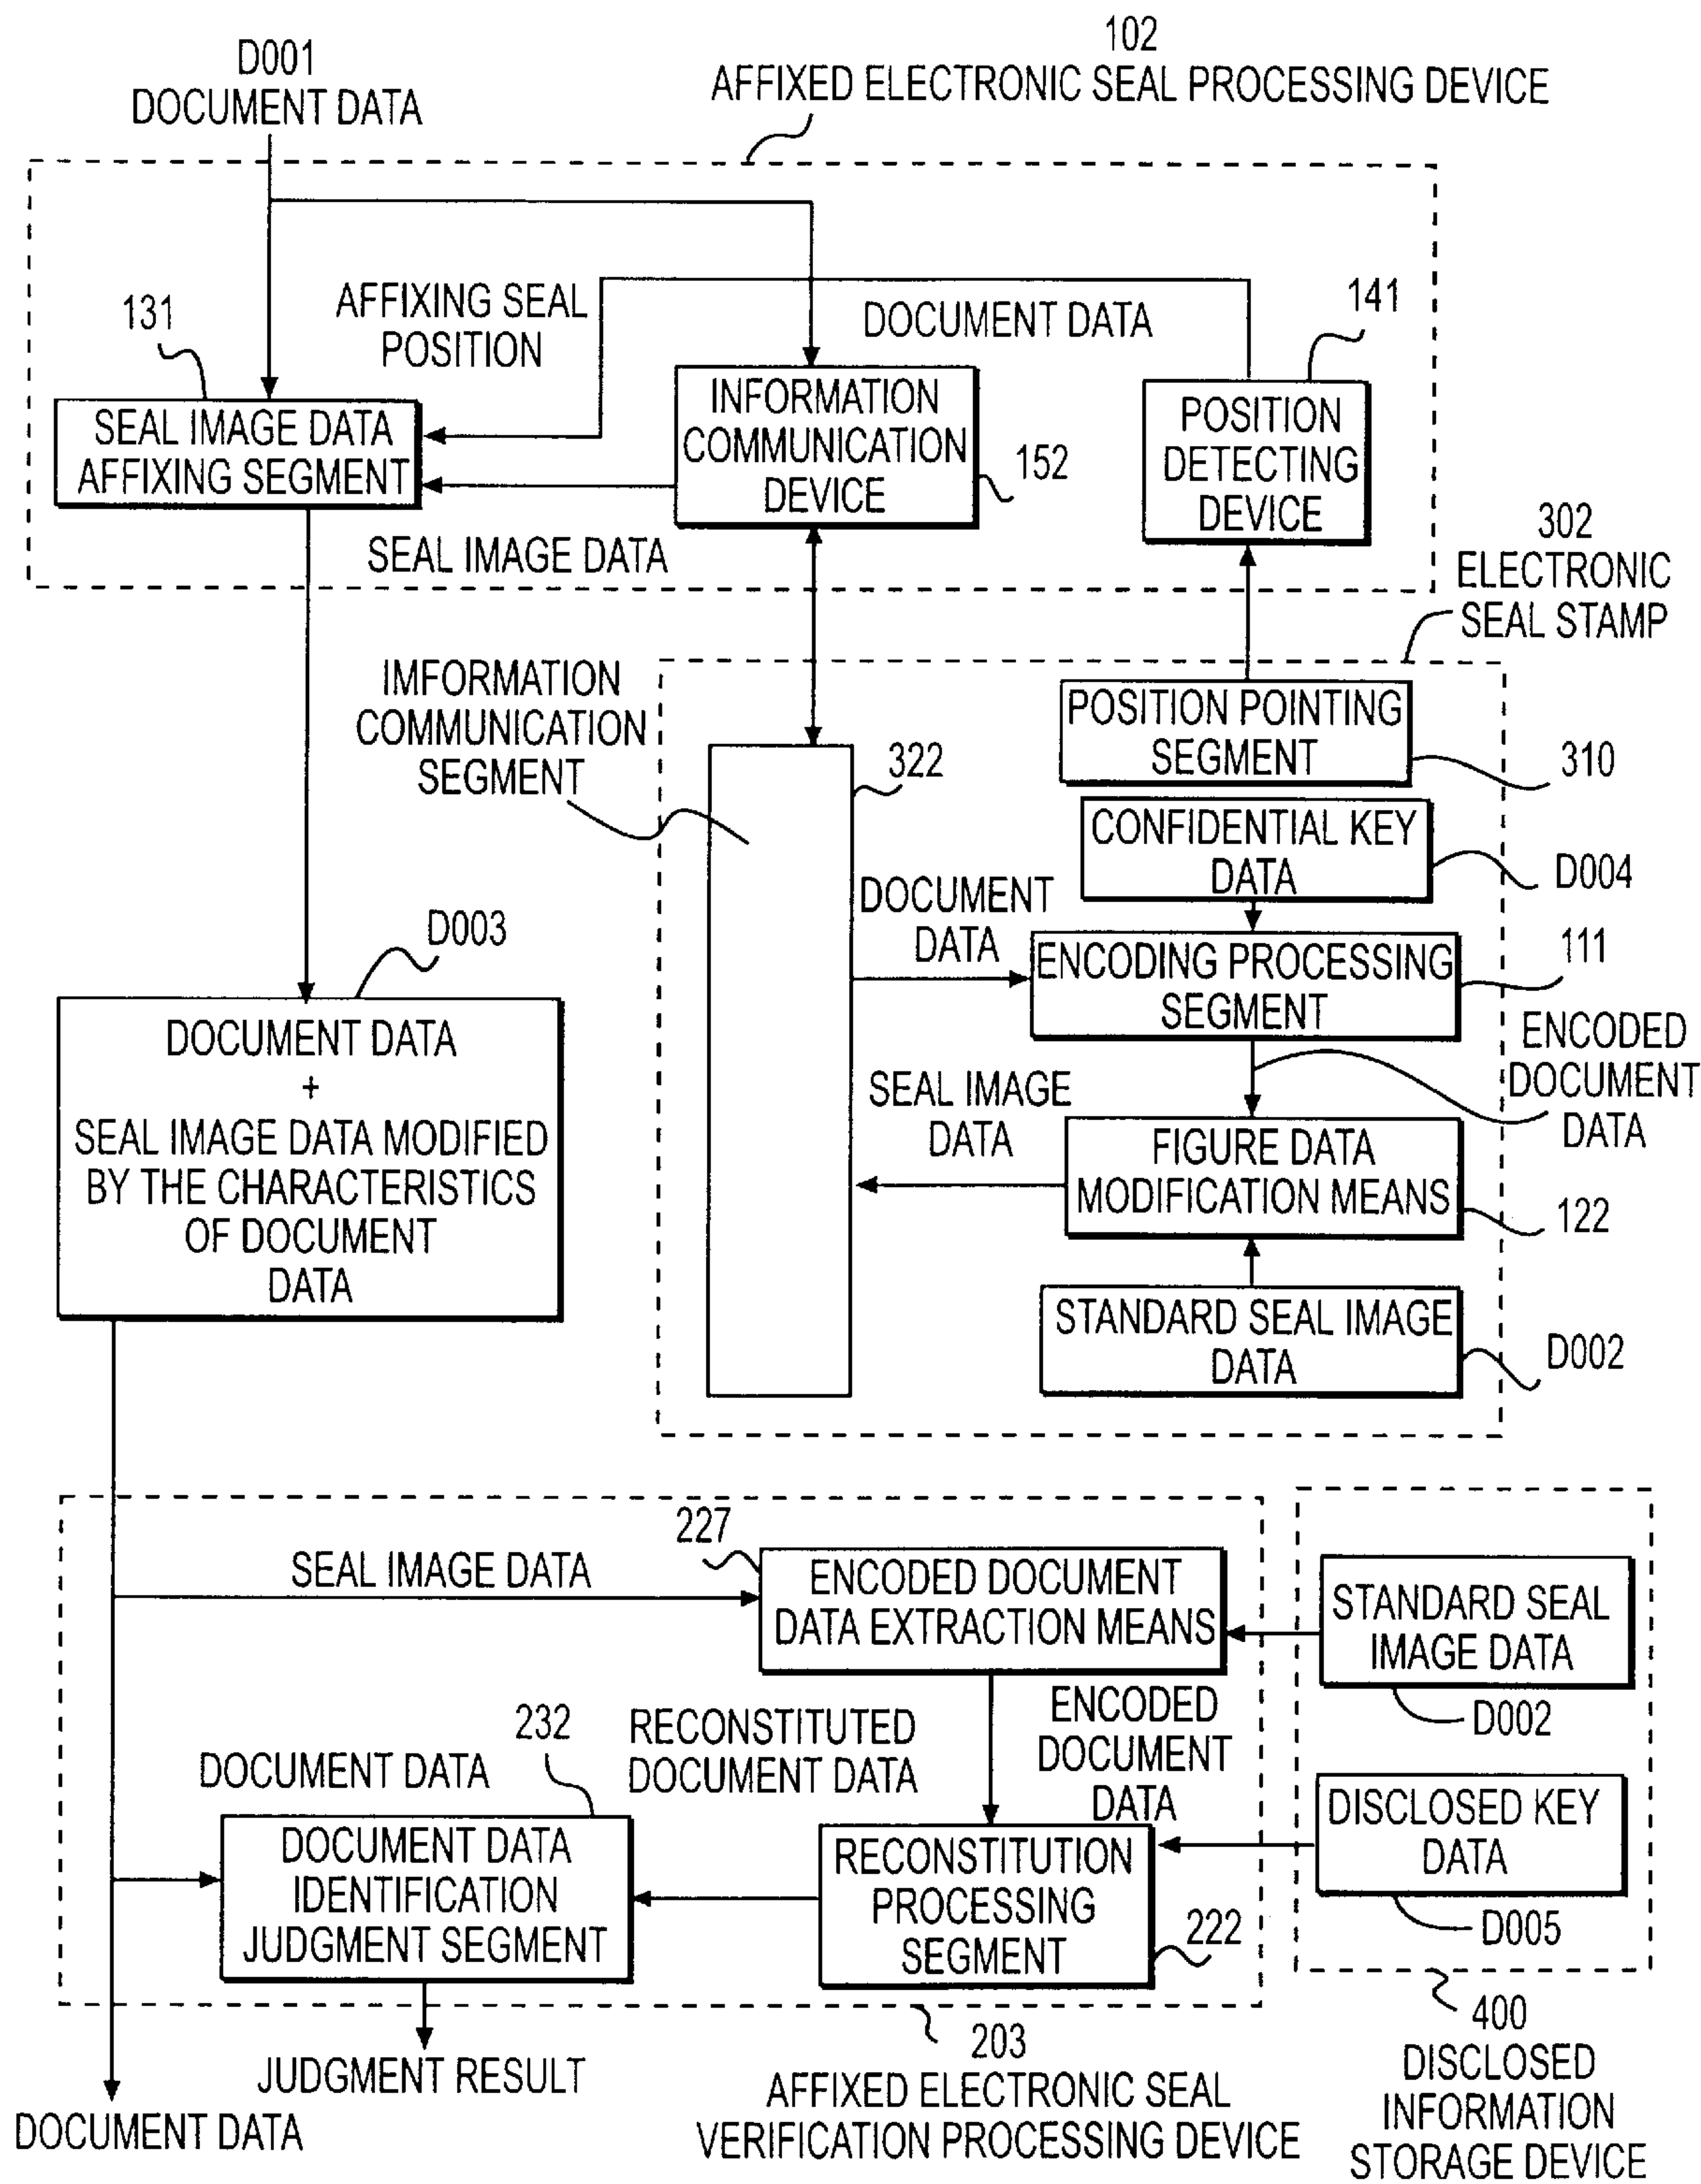 102
AFFIXED ELECTRONIC SEAL PROCESSING DEVICE
D001
DOCUMENT DATA
131
AFFIXING SEAL
POSITION
DOCUMENT DATA
141
SEAL IMAGE DATA
AFFIXING SEGMENT
INFORMATION
COMMUNICATION
DEVICE
152
POSITION
DETECTING
DEVICE
SEAL IMAGE DATA
302
ELECTRONIC
SEAL STAMP
IMFORMATION
COMMUNICATION
SEGMENT
322
POSITION POINTING
SEGMENT
310
CONFIDENTIAL KEY
DATA
D004
DOCUMENT
DATA
ENCODING PROCESSING
SEGMENT
111
ENCODED
DOCUMENT
DATA
SEAL IMAGE
DATA
FIGURE DATA
MODIFICATION MEANS
122
STANDARD SEAL IMAGE
DATA
D002
D003
DOCUMENT DATA
+
SEAL IMAGE DATA MODIFIED
BY THE CHARACTERISTICS
OF DOCUMENT
DATA
227
SEAL IMAGE DATA
ENCODED DOCUMENT
DATA EXTRACTION MEANS
STANDARD SEAL
IMAGE DATA
D002
232
DOCUMENT DATA
RECONSTITUTED
DOCUMENT DATA
ENCODED
DOCUMENT
DATA
DISCLOSED KEY
DATA
D005
DOCUMENT DATA
IDENTIFICATION
JUDGMENT SEGMENT
RECONSTITUTION
PROCESSING
SEGMENT
222
JUDGMENT RESULT
DOCUMENT DATA
203
AFFIXED ELECTRONIC SEAL
VERIFICATION PROCESSING DEVICE
400
DISCLOSED
INFORMATION
STORAGE DEVICE